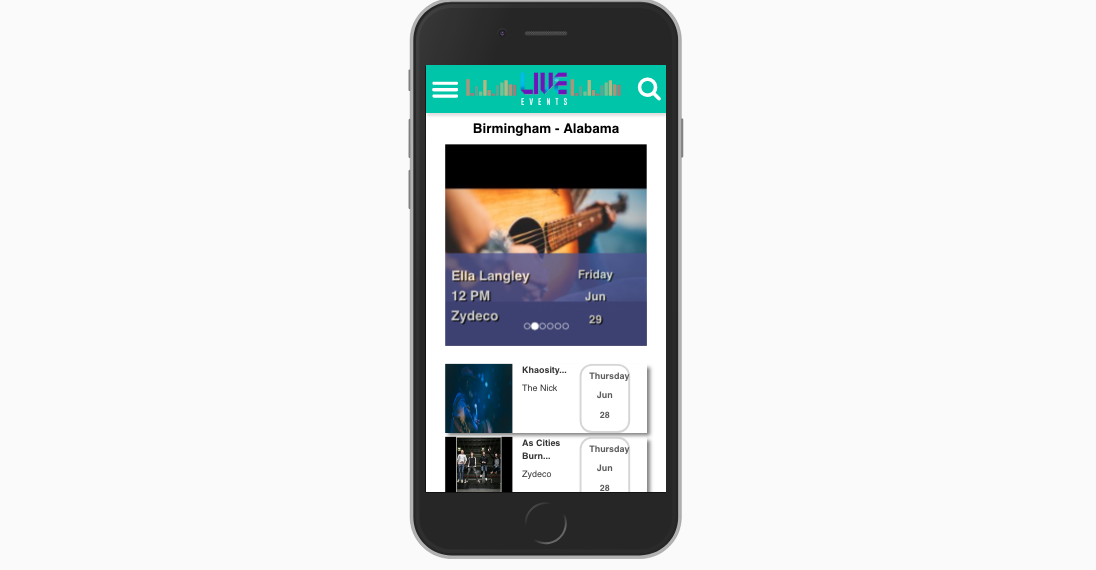 LIVE
EVENTS
Birmingham - Alabama
Ella Langley
12 PM
Zydeco
Friday
Jun
29
Khaosity...
The Nick
Thursday
Jun
28
As Cities
Burn...
Zydeco
Thursday
Jun
28